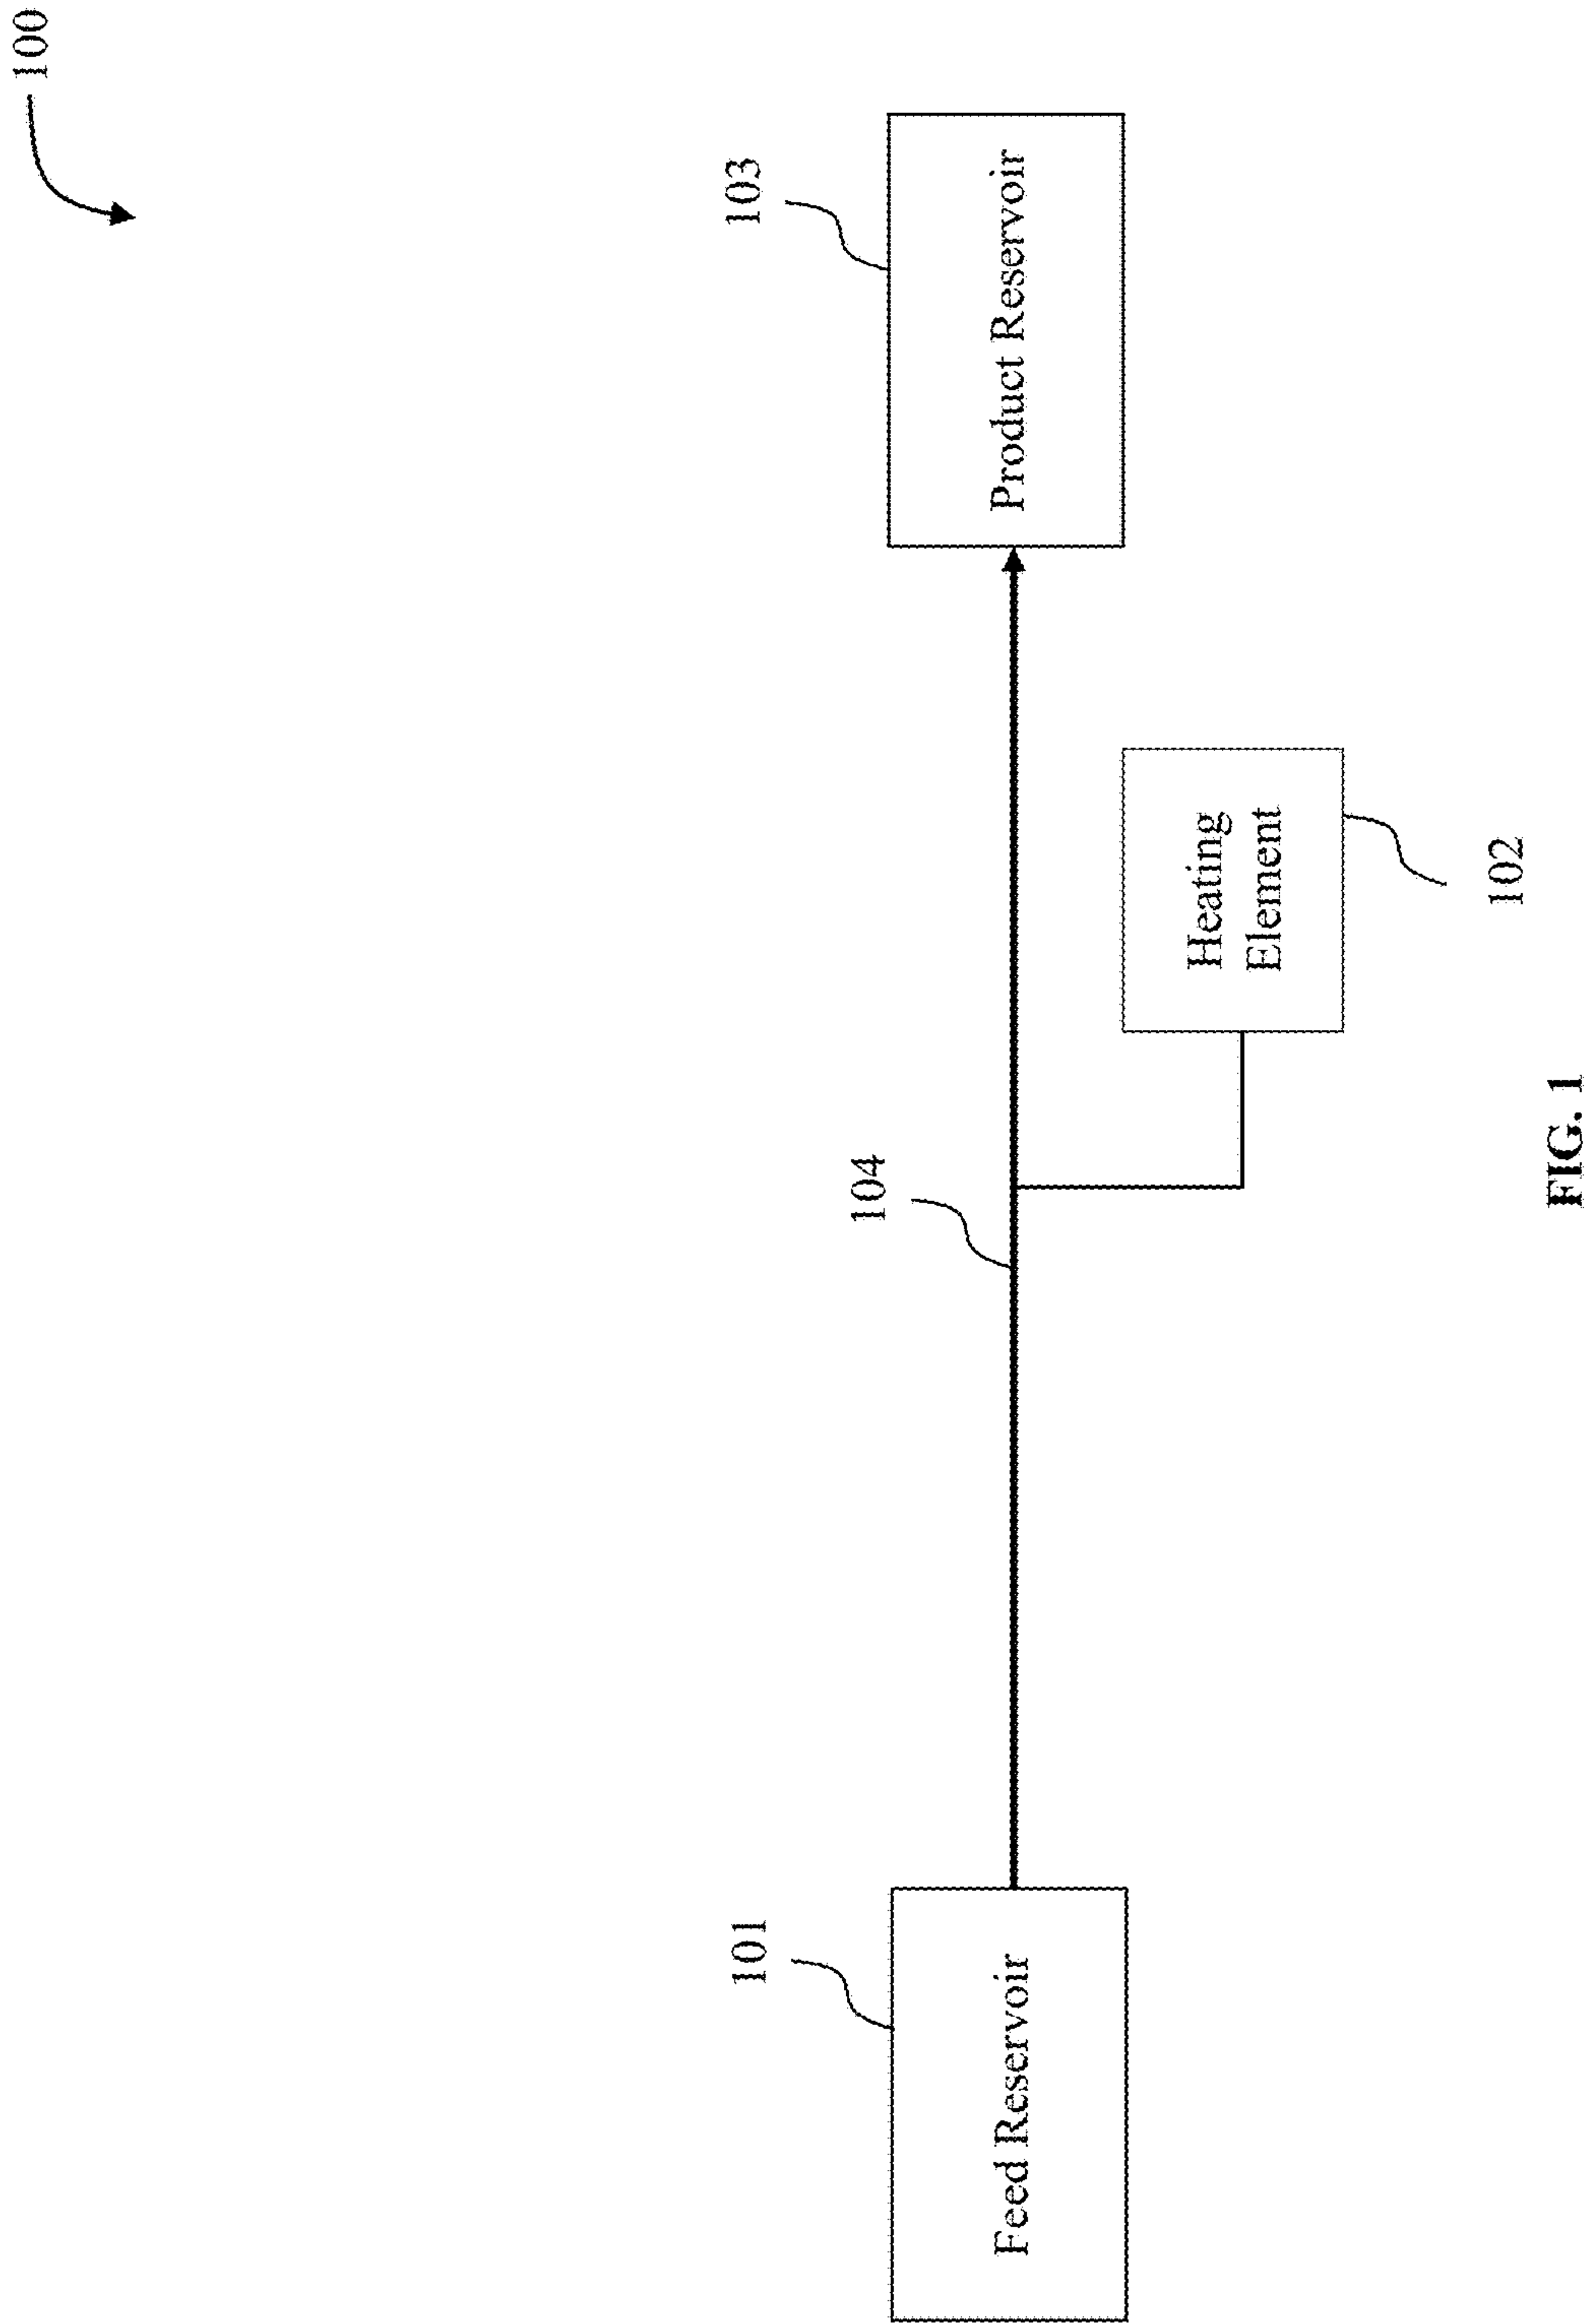 100
101
Feed Reservoir
104
103
Product Reservoir
Heating
Element
102
FIG. 1